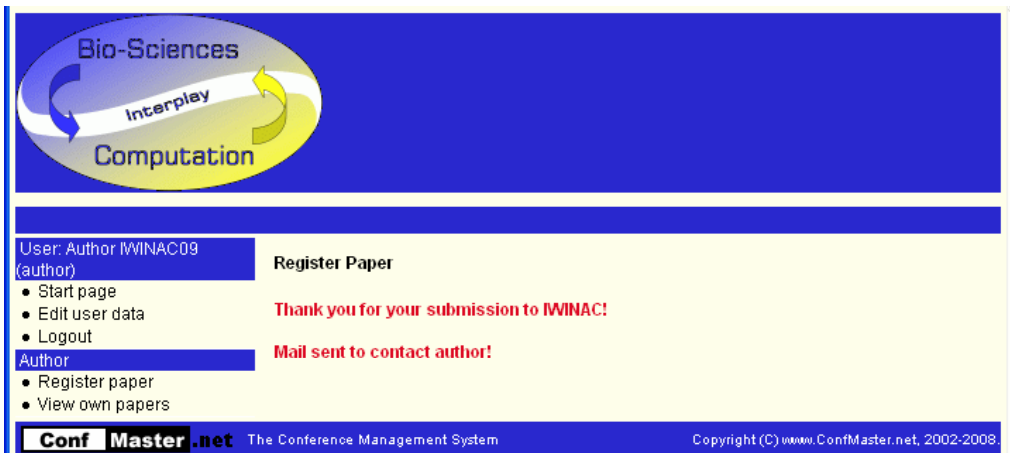 Bio-Sciences
Interplay
Computation
User: Author IWINAC09
(author)
Start page
Edit user data
Logout
Author
Register paper
View own papers
Register Paper
Thank you for your submission to IWINAC!
Mail sent to contact author!
Conf Master .net The Conference Management System
Copyright (C) www.ConfMaster.net, 2002-2008.